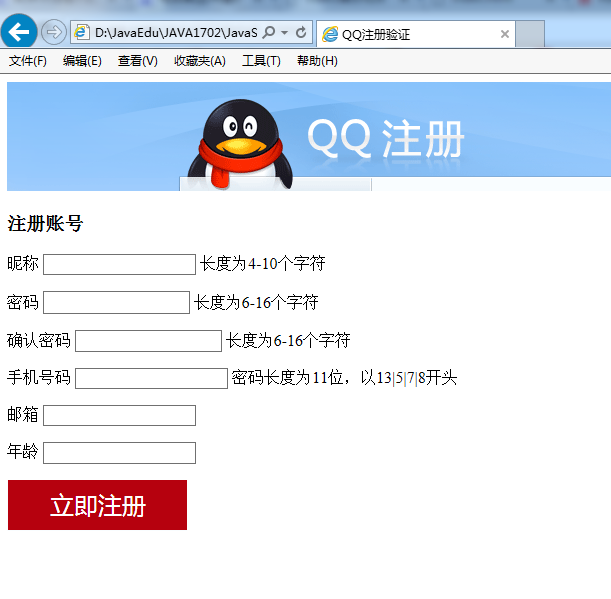 D:\JavaEdu\JAVA1702\JavaS
QQ注册验证
文件(F) 编辑(E) 查看(V) 收藏夹(A) 工具(T) 帮助(H)
QQ 注册
注册账号
昵称 长度为4-10个字符
密码 长度为6-16个字符
确认密码 长度为6-16个字符
手机号码 密码长度为11位，以13|5|7|8开头
邮箱
年龄
立即注册